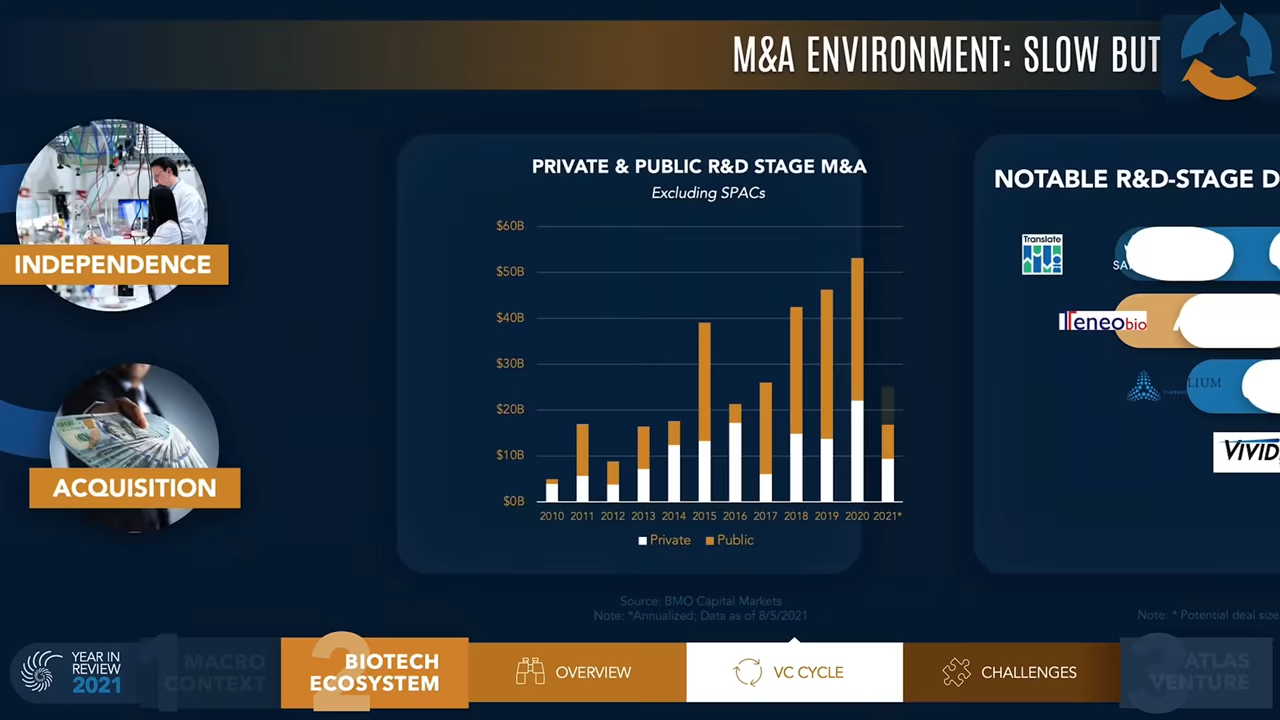 M&A ENVIRONMENT: SLOW BUT
INDEPENDENCE
ACQUISITION
PRIVATE & PUBLIC R&D STAGE M&A
Excluding SPACs
$60B
$50B
$40B
$30B
$20B
$10B
$0B
2010 2011 2012 2013 2014 2015 2016 2017 2018 2019 2020 2021*
Private Public
Source: BMO Capital Markets
Note: *Annualized; Data as of 8/5/2021
NOTABLE R&D-STAGE D
Translate
BIO
SA
Teneobio
LIUM
VIVID
Note: * Potential deal size
YEAR IN
REVIEW
2021
1 MACRO
CONTEXT
2 BIOTECH
ECOSYSTEM
OVERVIEW
VC CYCLE
CHALLENGES
3 ATLAS
VENTURE